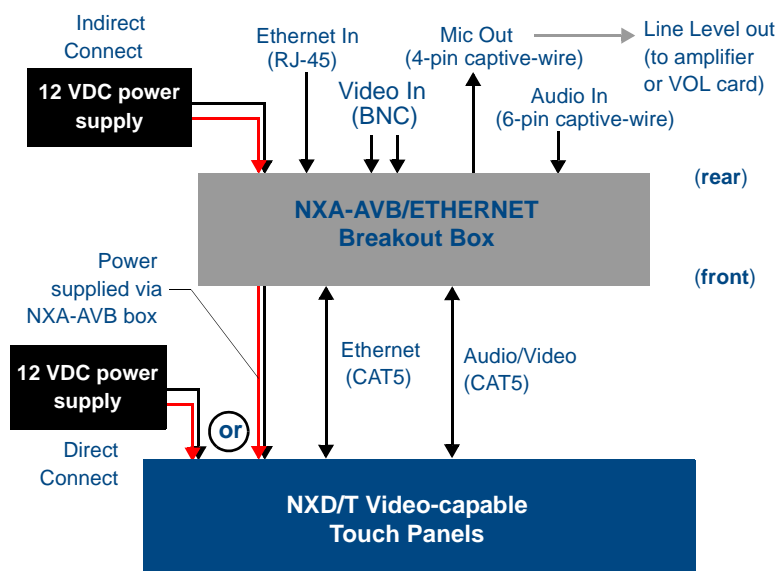 Indirect
Connect
12 VDC power
supply
Ethernet In
(RJ-45)
Video In
(BNC)
Mic Out
(4-pin captive-wire)
Line Level out
(to amplifier
or VOL card)
Audio In
(6-pin captive-wire)
(rear)
NXA-AVB/ETHERNET
Breakout Box
(front)
Power
supplied via
NXA-AVB box
Ethernet
(CAT5)
Audio/Video
(CAT5)
12 VDC power
supply
or
Direct
Connect
NXD/T Video-capable
Touch Panels